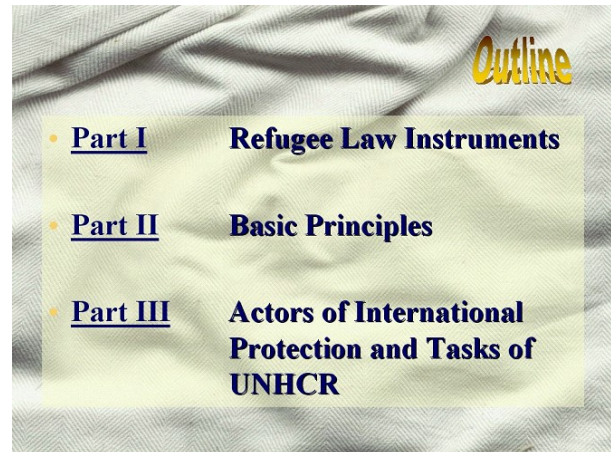 Outline
• Part I Refugee Law Instruments
• Part II Basic Principles
• Part III Actors of International
Protection and Tasks of
UNHCR